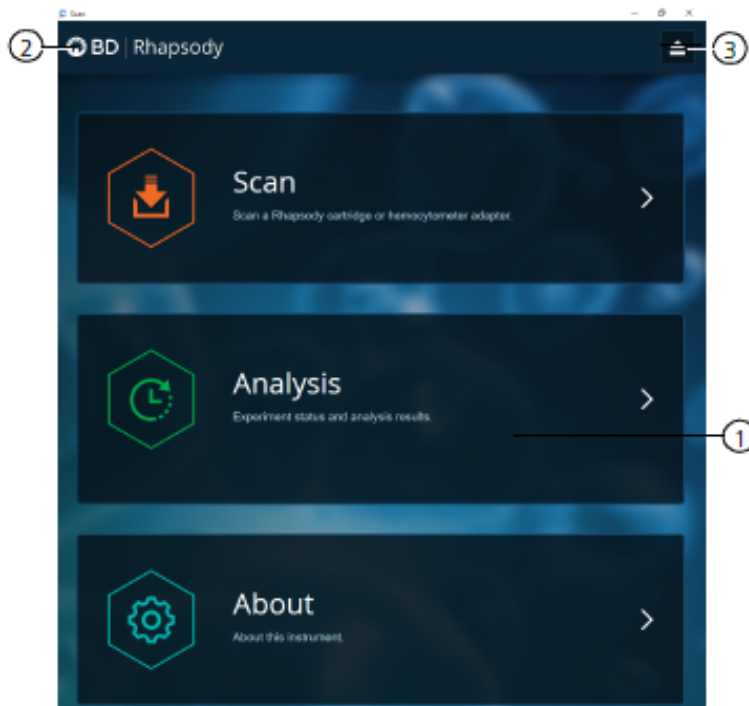 Scan
2 BD | Rhapsody 3
Scan
Scan a Rhapsody cartridge or hemocytometer adapter.
Analysis
Experiment status and analysis results.
1
About
About this instrument.